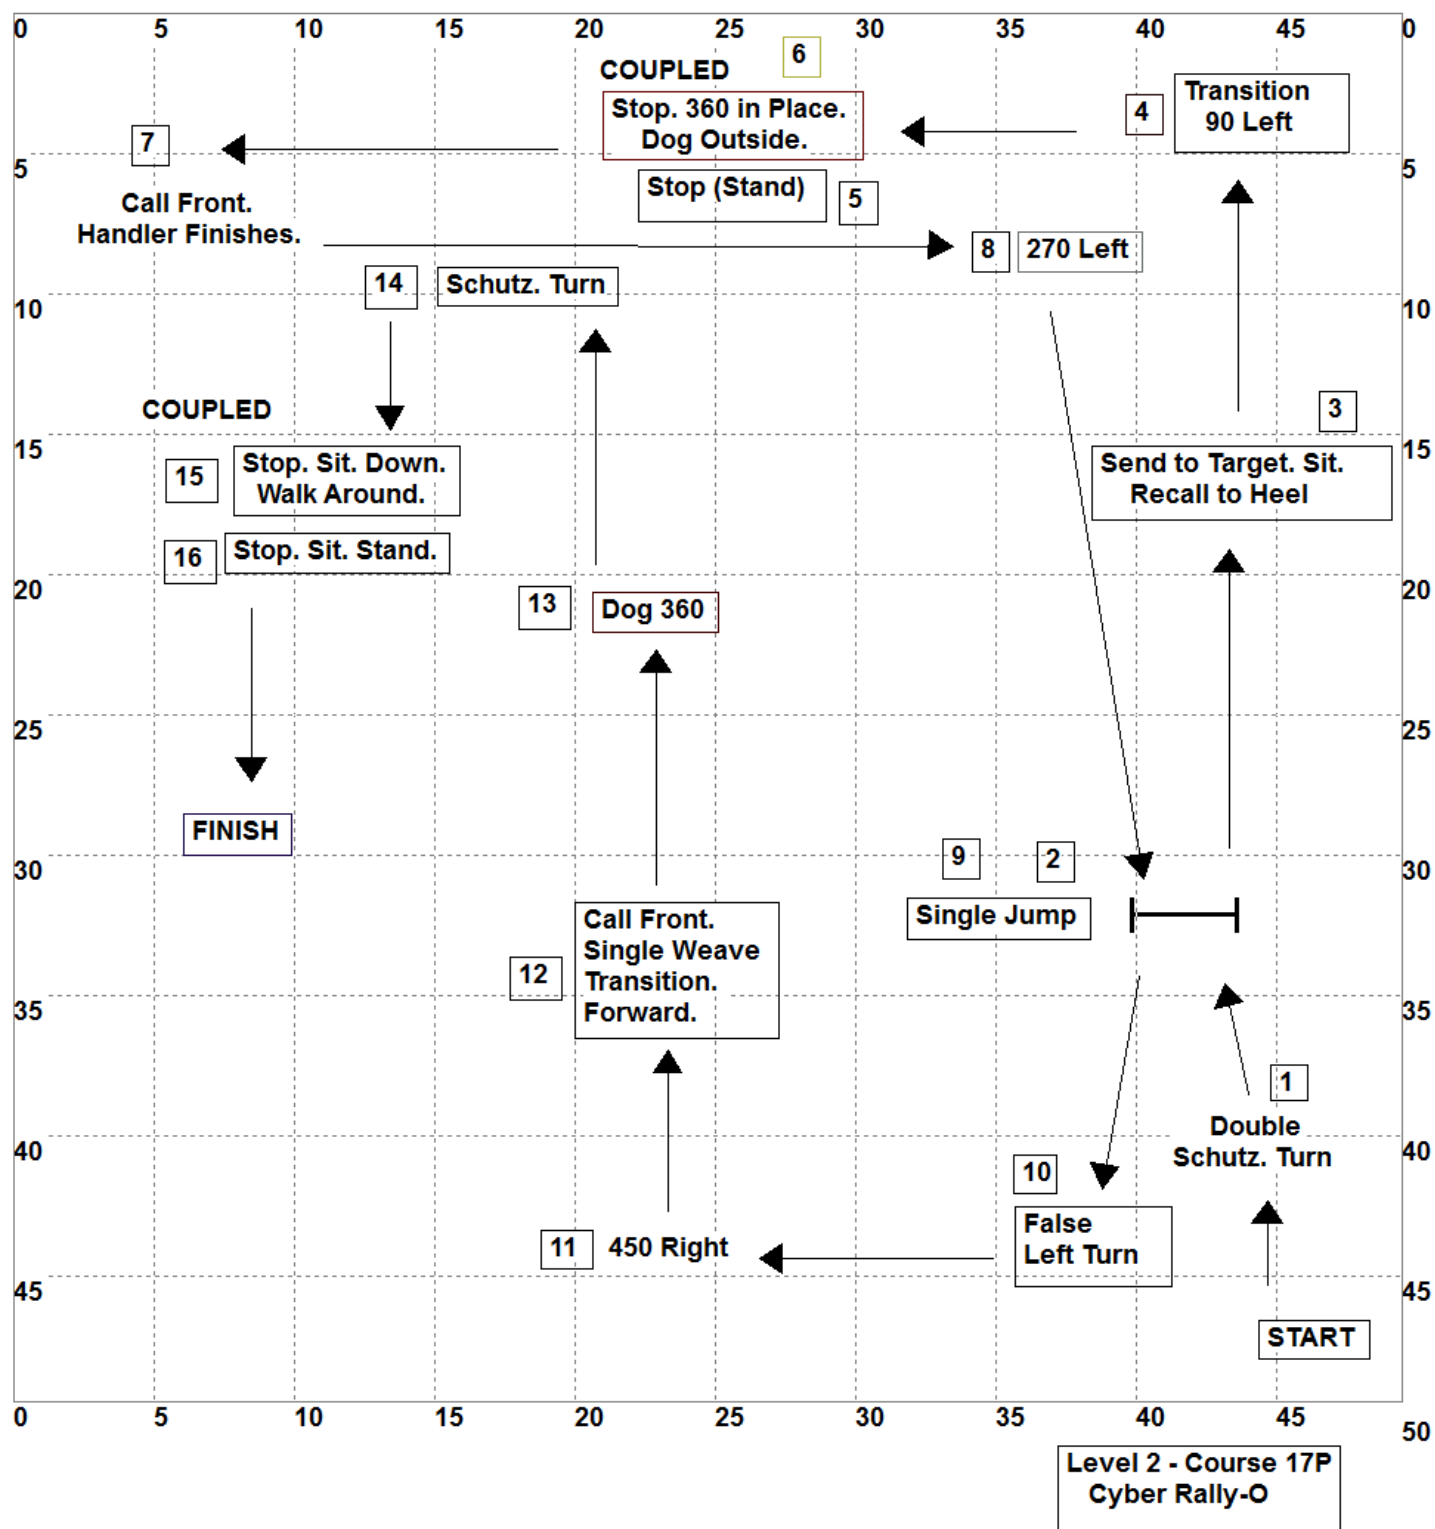 0 5 10 15 20 25 30 35 40 45 0
6
COUPLED
Stop. 360 in Place.
Dog Outside.
4
Transition
90 Left
7
5
5
Stop (Stand)
5
Call Front.
Handler Finishes.
8
270 Left
14
Schutz. Turn
10
10
COUPLED
3
15
15
15
Stop. Sit. Down.
Walk Around.
Send to Target. Sit.
Recall to Heel
16
Stop. Sit. Stand.
20
20
13
Dog 360
25
25
FINISH
30
30
9
2
Single Jump
12
Call Front.
Single Weave
Transition.
Forward.
35
35
1
Double
Schutz. Turn
40
40
10
False
Left Turn
11
450 Right
45
45
START
0 5 10 15 20 25 30 35 40 45 50
Level 2 - Course 17P
Cyber Rally-O